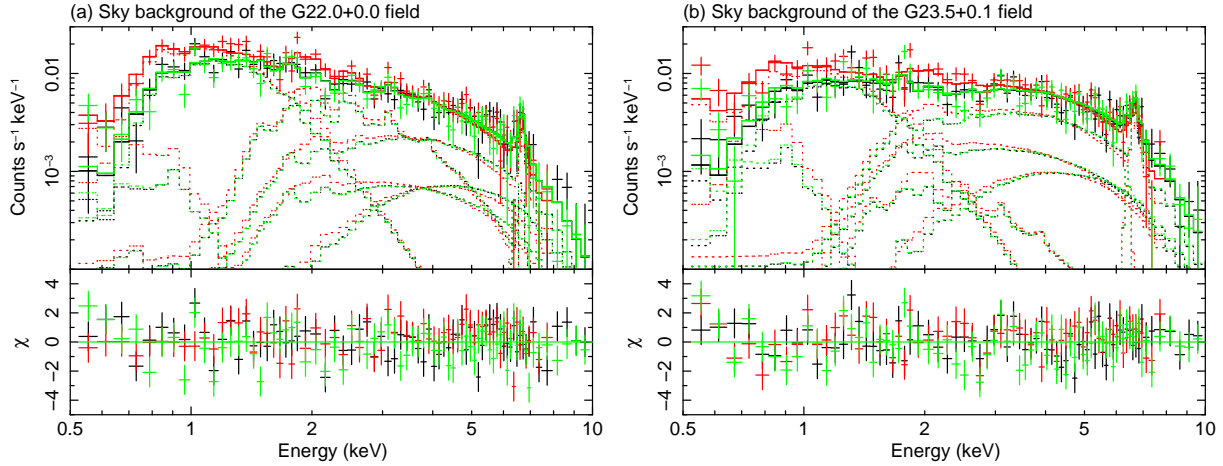 (a) Sky background of the G22.0+0.0 field
Counts s⁻¹ keV⁻¹
0.01
10⁻³
χ
4
2
0
−2
−4
0.5 1 2 5 10
Energy (keV)
(b) Sky background of the G23.5+0.1 field
Counts s⁻¹ keV⁻¹
0.01
10⁻³
χ
4
2
0
−2
−4
0.5 1 2 5 10
Energy (keV)